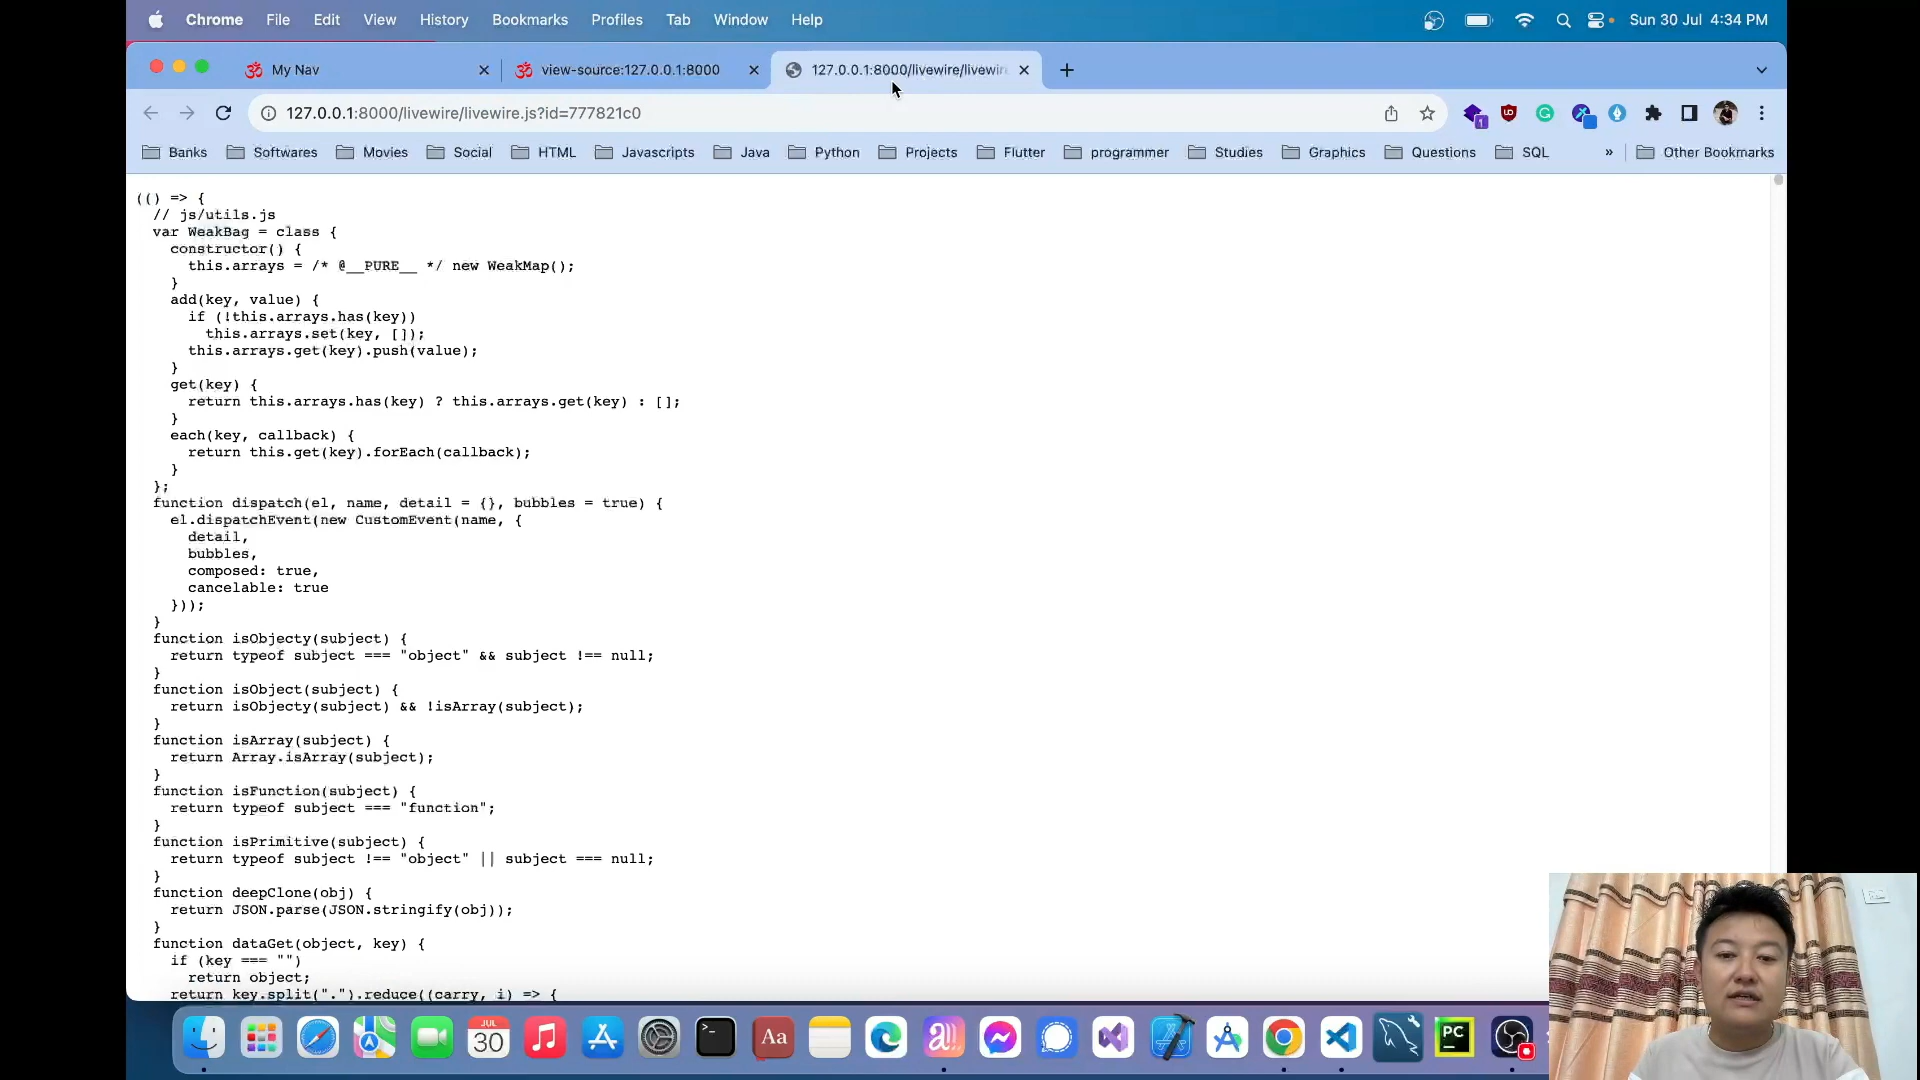 Chrome File Edit View History Bookmarks Profiles Tab Window Help Sun 30 Jul 4:34 PM
My Nav view-source:127.0.0.1:8000 127.0.0.1:8000/livewire/livewir
127.0.0.1:8000/livewire/livewire.js?id=777821c0
1
Banks Softwares Movies Social HTML Javascripts Java Python Projects Flutter programmer Studies Graphics Questions SQL » Other Bookmarks
(() => {
// js/utils.js
var WeakBag = class {
constructor() {
this.arrays = /* @__PURE__ */ new WeakMap();
}
add(key, value) {
if (!this.arrays.has(key))
this.arrays.set(key, []);
this.arrays.get(key).push(value);
}
get(key) {
return this.arrays.has(key) ? this.arrays.get(key) : [];
}
each(key, callback) {
return this.get(key).forEach(callback);
}
};
function dispatch(el, name, detail = {}, bubbles = true) {
el.dispatchEvent(new CustomEvent(name, {
detail,
bubbles,
composed: true,
cancelable: true
}));
}
function isObjecty(subject) {
return typeof subject === "object" && subject !== null;
}
function isObject(subject) {
return isObjecty(subject) && !isArray(subject);
}
function isArray(subject) {
return Array.isArray(subject);
}
function isFunction(subject) {
return typeof subject === "function";
}
function isPrimitive(subject) {
return typeof subject !== "object" || subject === null;
}
function deepClone(obj) {
return JSON.parse(JSON.stringify(obj));
}
function dataGet(object, key) {
if (key === "")
return object;
return key.split(".").reduce((carry, i) => {
JUL
30
Aa
PC